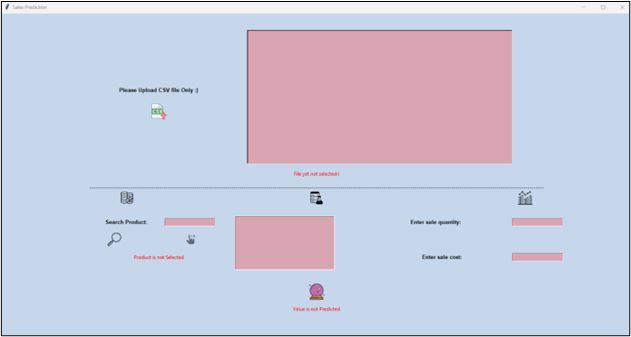 Sales Prediction
Please Upload CSV file Only :)
CSV
File yet not selected!
Search Product:
Enter sale quantity:
Product is not Selected
Enter sale cost:
Value is not Predicted